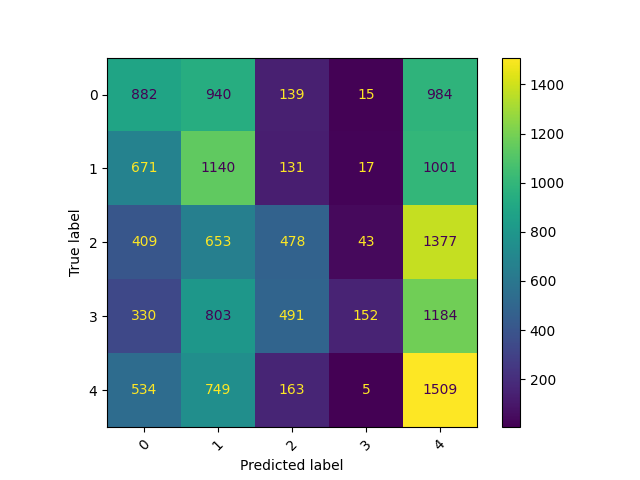 0 882 940 139 15 984
1 671 1140 131 17 1001
2 409 653 478 43 1377
3 330 803 491 152 1184
4 534 749 163 5 1509
0 1 2 3 4
Predicted label
True label
1400
1200
1000
800
600
400
200